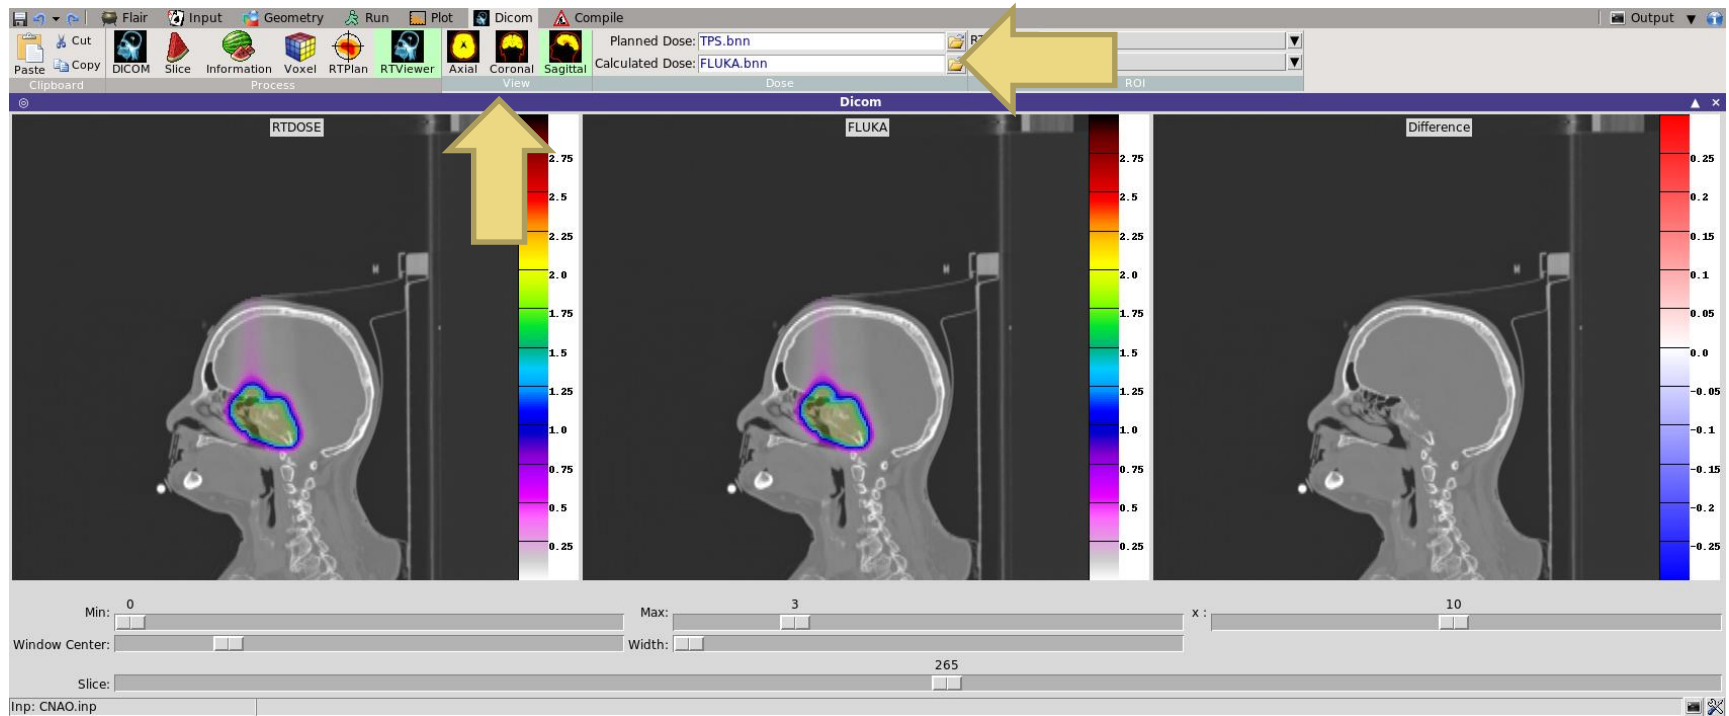 Flair Input Geometry Run Plot Dicom Compile Output
Cut
Copy
Paste DICOM Slice Information Voxel RTPlan RTViewer Axial Coronal Sagittal
Planned Dose: TPS.bnn
Calculated Dose: FLUKA.bnn
Clipboard Process View Dose ROI
Dicom
RTDOSE FLUKA Difference
2.75
2.5
2.25
2.0
1.75
1.5
1.25
1.0
0.75
0.5
0.25
2.75
2.5
2.25
2.0
1.75
1.5
1.25
1.0
0.75
0.5
0.25
0.25
0.2
0.15
0.1
0.05
0.0
-0.05
-0.1
-0.15
-0.2
-0.25
H H H
Min: 0 Max: 3 x : 10
Window Center: Width:
Slice: 265
Inp: CNAO.inp